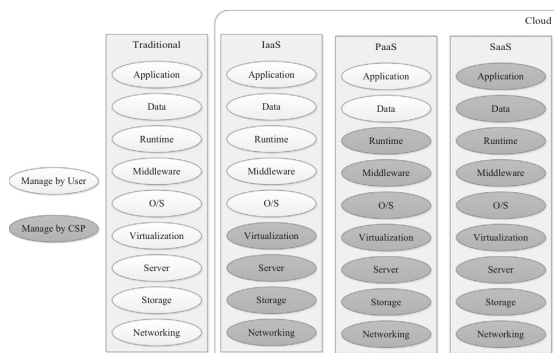 Cloud
Traditional IaaS PaaS SaaS
Application Application Application Application
Data Data Data Data
Runtime Runtime Runtime Runtime
Middleware Middleware Middleware Middleware
Manage by User
O/S O/S O/S O/S
Manage by CSP
Virtualization Virtualization Virtualization Virtualization
Server Server Server Server
Storage Storage Storage Storage
Networking Networking Networking Networking